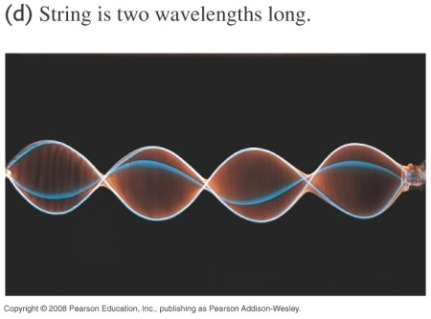 (d) String is two wavelengths long.
Copyright © 2008 Pearson Education, Inc., publishing as Pearson Addison-Wesley.